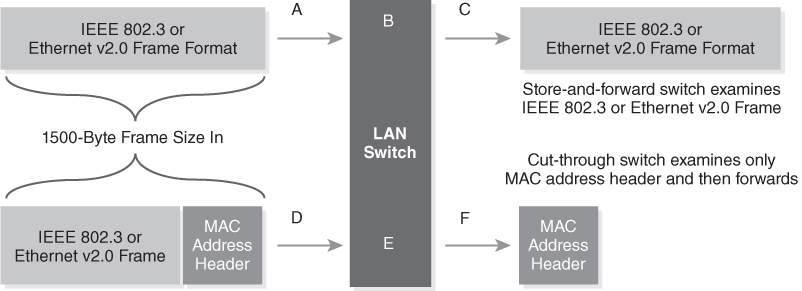 A
B
C
IEEE 802.3 or
Ethernet v2.0 Frame Format
IEEE 802.3 or
Ethernet v2.0 Frame Format
Store-and-forward switch examines
IEEE 802.3 or Ethernet v2.0 Frame
1500-Byte Frame Size In
LAN
Switch
Cut-through switch examines only
MAC address header and then forwards
IEEE 802.3 or
Ethernet v2.0 Frame
MAC
Address
Header
D
E
F
MAC
Address
Header